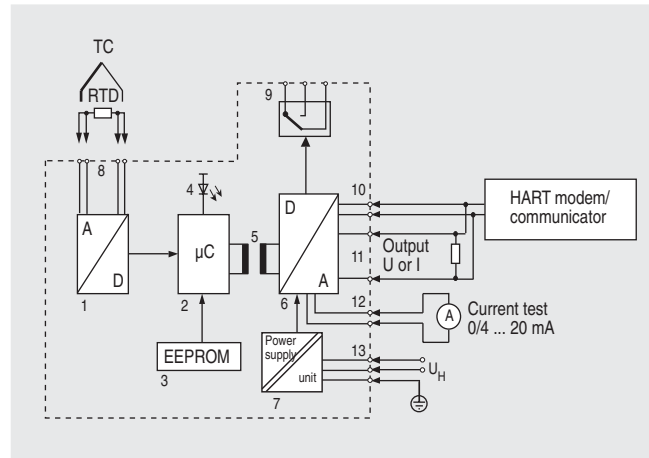 TC
RTD
9
8
4
10
HART modem/
communicator
A
D
D
µC
5
Output
U or I
11
A
1
2
6
12
A
Current test
0/4 ... 20 mA
EEPROM
3
Power
supply
unit
7
13
UH